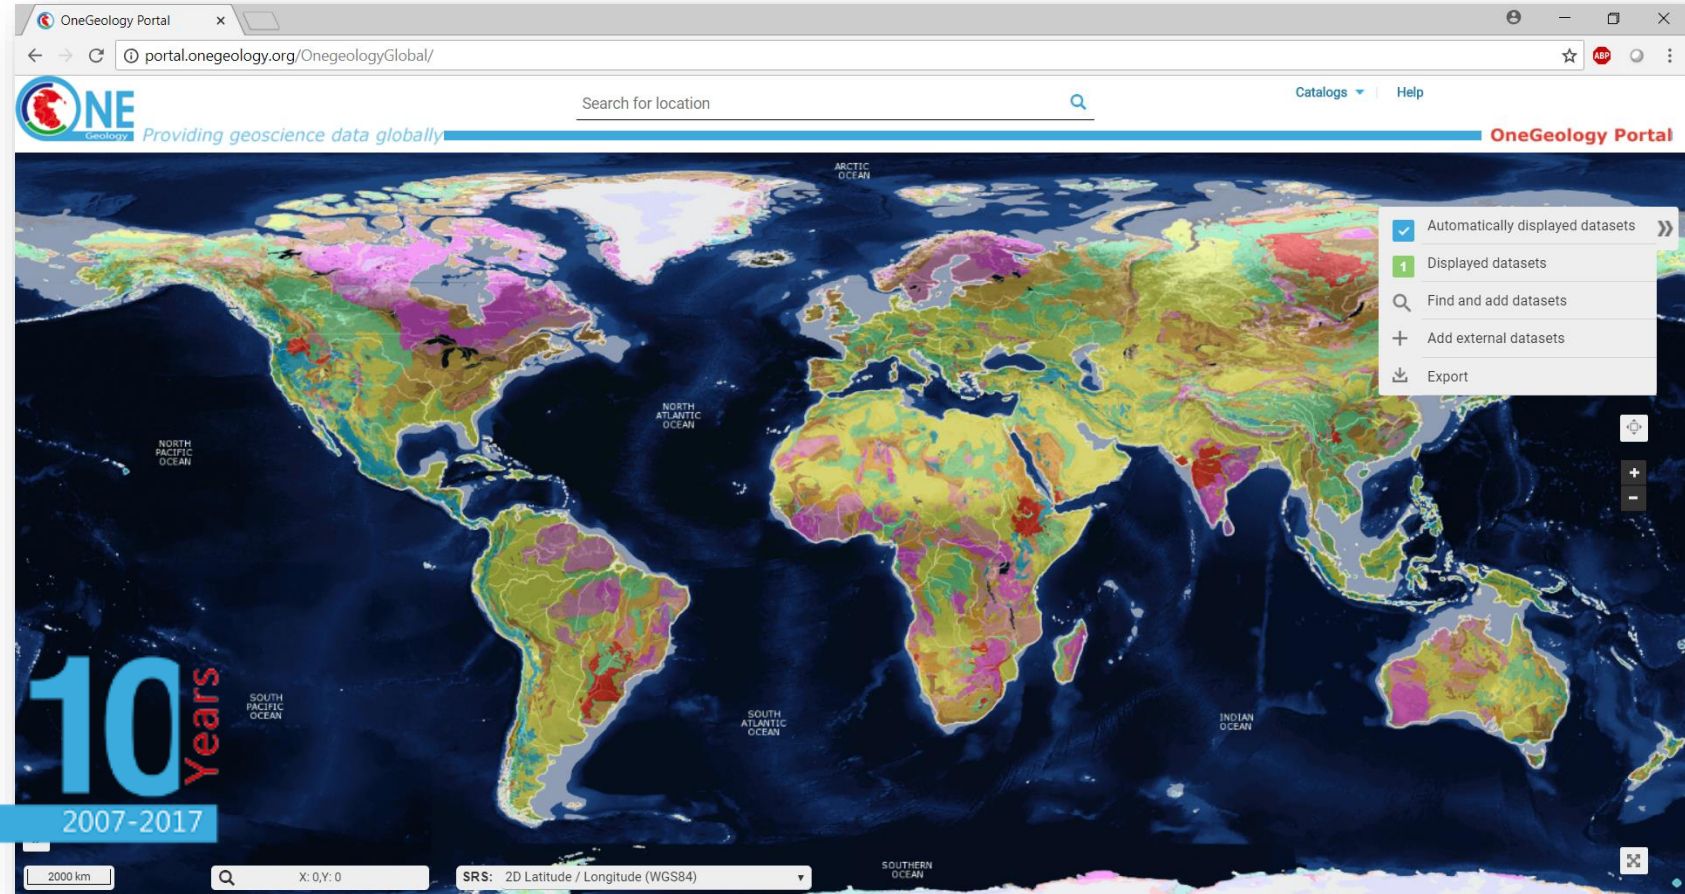 OneGeology Portal
portal.onegeology.org/OnegeologyGlobal/
ABP
ONE
Geology
Providing geoscience data globally
Search for location
Catalogs
Help
OneGeology Portal
ARCTIC
OCEAN
Automatically displayed datasets
1
Displayed datasets
Find and add datasets
Add external datasets
Export
NORTH
ATLANTIC
OCEAN
NORTH
PACIFIC
OCEAN
SOUTH
PACIFIC
OCEAN
SOUTH
ATLANTIC
OCEAN
INDIAN
OCEAN
10
Years
2007-2017
SOUTHERN
OCEAN
2000 km
X: 0,Y: 0
SRS: 2D Latitude / Longitude (WGS84)